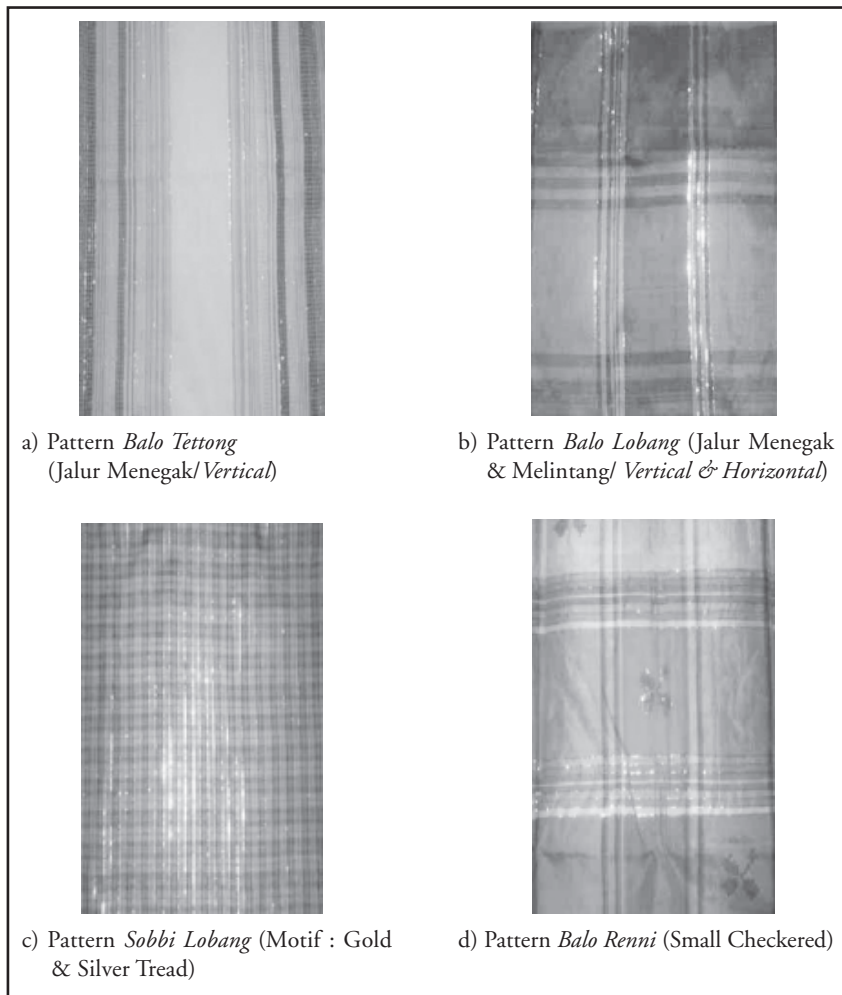 a) Pattern Balo Tettong
(Jalur Menegak/Vertical)
b) Pattern Balo Lobang (Jalur Menegak
& Melintang/ Vertical & Horizontal)
c) Pattern Sobbi Lobang (Motif : Gold
& Silver Tread)
d) Pattern Balo Renni (Small Checkered)